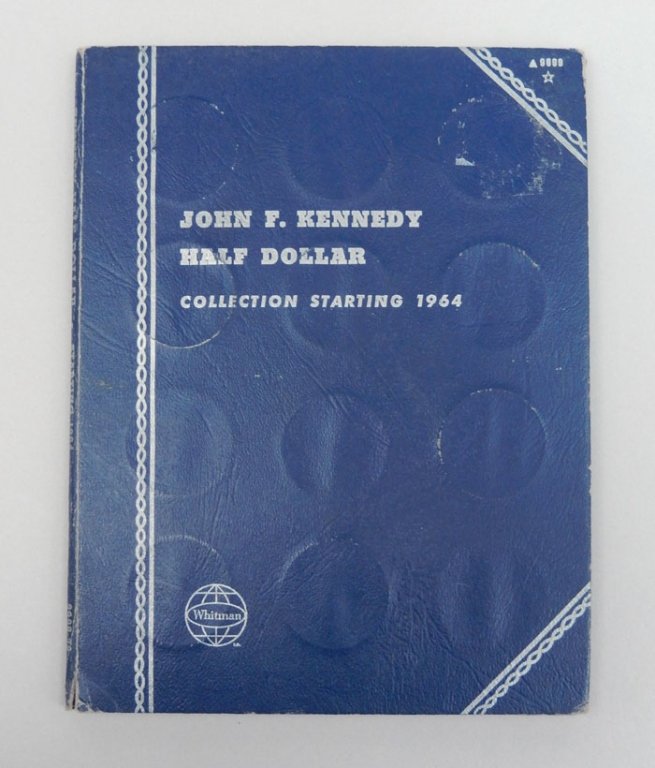 JOHN F. KENNEDY
HALF DOLLAR
COLLECTION STARTING 1964
Whitman